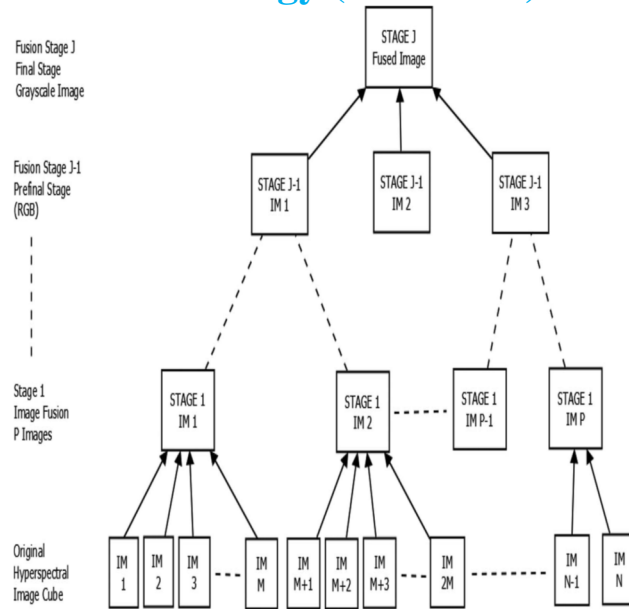 Fusion Stage J
Final Stage
Grayscale Image
STAGE J
Fused Image
Fusion Stage J-1
Prefinal Stage
(RGB)
STAGE J-1
IM 1
STAGE J-1
IM 2
STAGE J-1
IM 3
Stage 1
Image Fusion
P Images
STAGE 1
IM 1
STAGE 1
IM 2
STAGE 1
IM P-1
STAGE 1
IM P
Original
Hyperspectral
Image Cube
IM
1
IM
2
IM
3
IM
M
IM
M+1
IM
M+2
IM
M+3
IM
2M
IM
N-1
IM
N